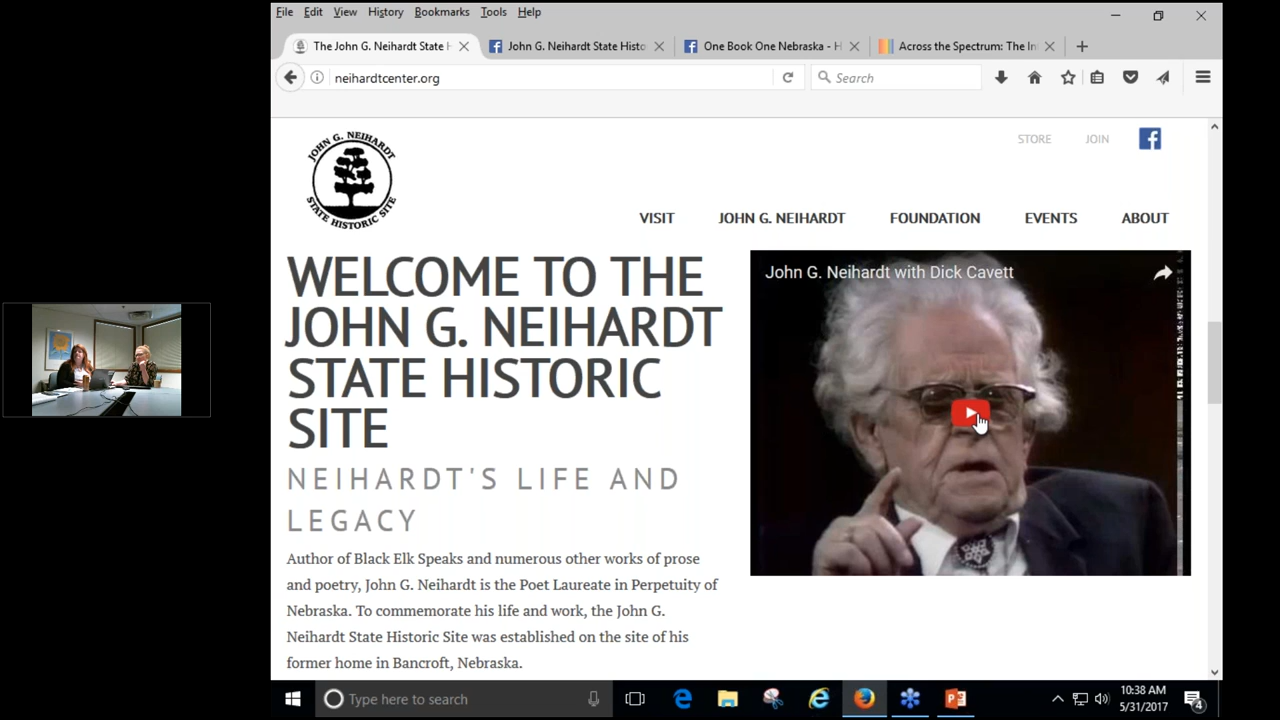 File Edit View History Bookmarks Tools Help
The John G. Neihardt State H
John G. Neihardt State Histo
One Book One Nebraska - H
Across the Spectrum: The In
neihardtcenter.org
Search
JOHN G. NEIHARDT
STATE HISTORIC SITE
STORE JOIN
VISIT JOHN G. NEIHARDT FOUNDATION EVENTS ABOUT
WELCOME TO THE
JOHN G. NEIHARDT
STATE HISTORIC
SITE
NEIHARDT'S LIFE AND
LEGACY
Author of Black Elk Speaks and numerous other works of prose
and poetry, John G. Neihardt is the Poet Laureate in Perpetuity of
Nebraska. To commemorate his life and work, the John G.
Neihardt State Historic Site was established on the site of his
former home in Bancroft, Nebraska.
John G. Neihardt with Dick Cavett
Type here to search
10:38 AM
5/31/2017
4